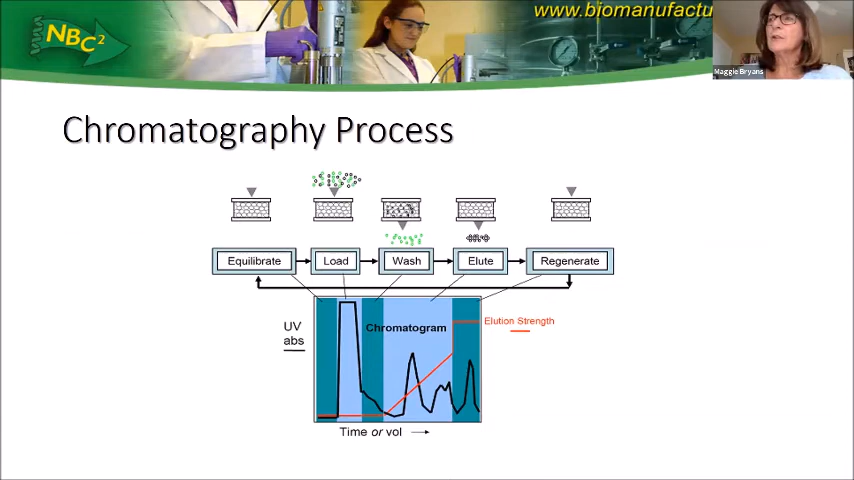 www.biomanufactu
NBC2
Maggie Bryans
Chromatography Process
Equilibrate
Load
Wash
Elute
Regenerate
UV
abs
Chromatogram
Elution Strength
Time or vol